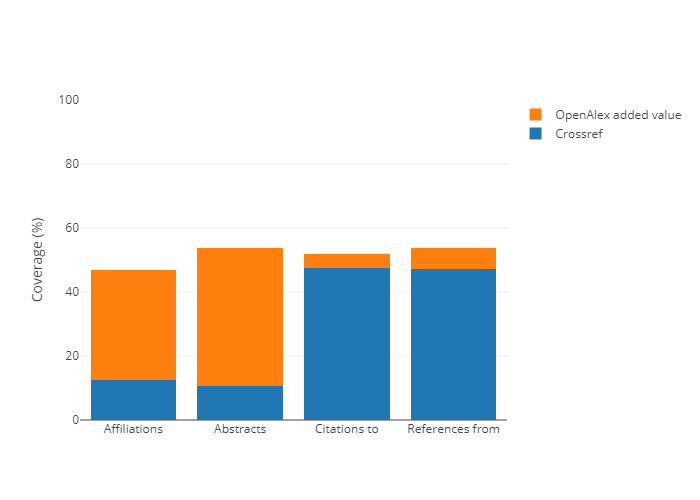 100
80
60
40
20
0
Coverage (%)
Affiliations
Abstracts
Citations to
References from
OpenAlex added value
Crossref